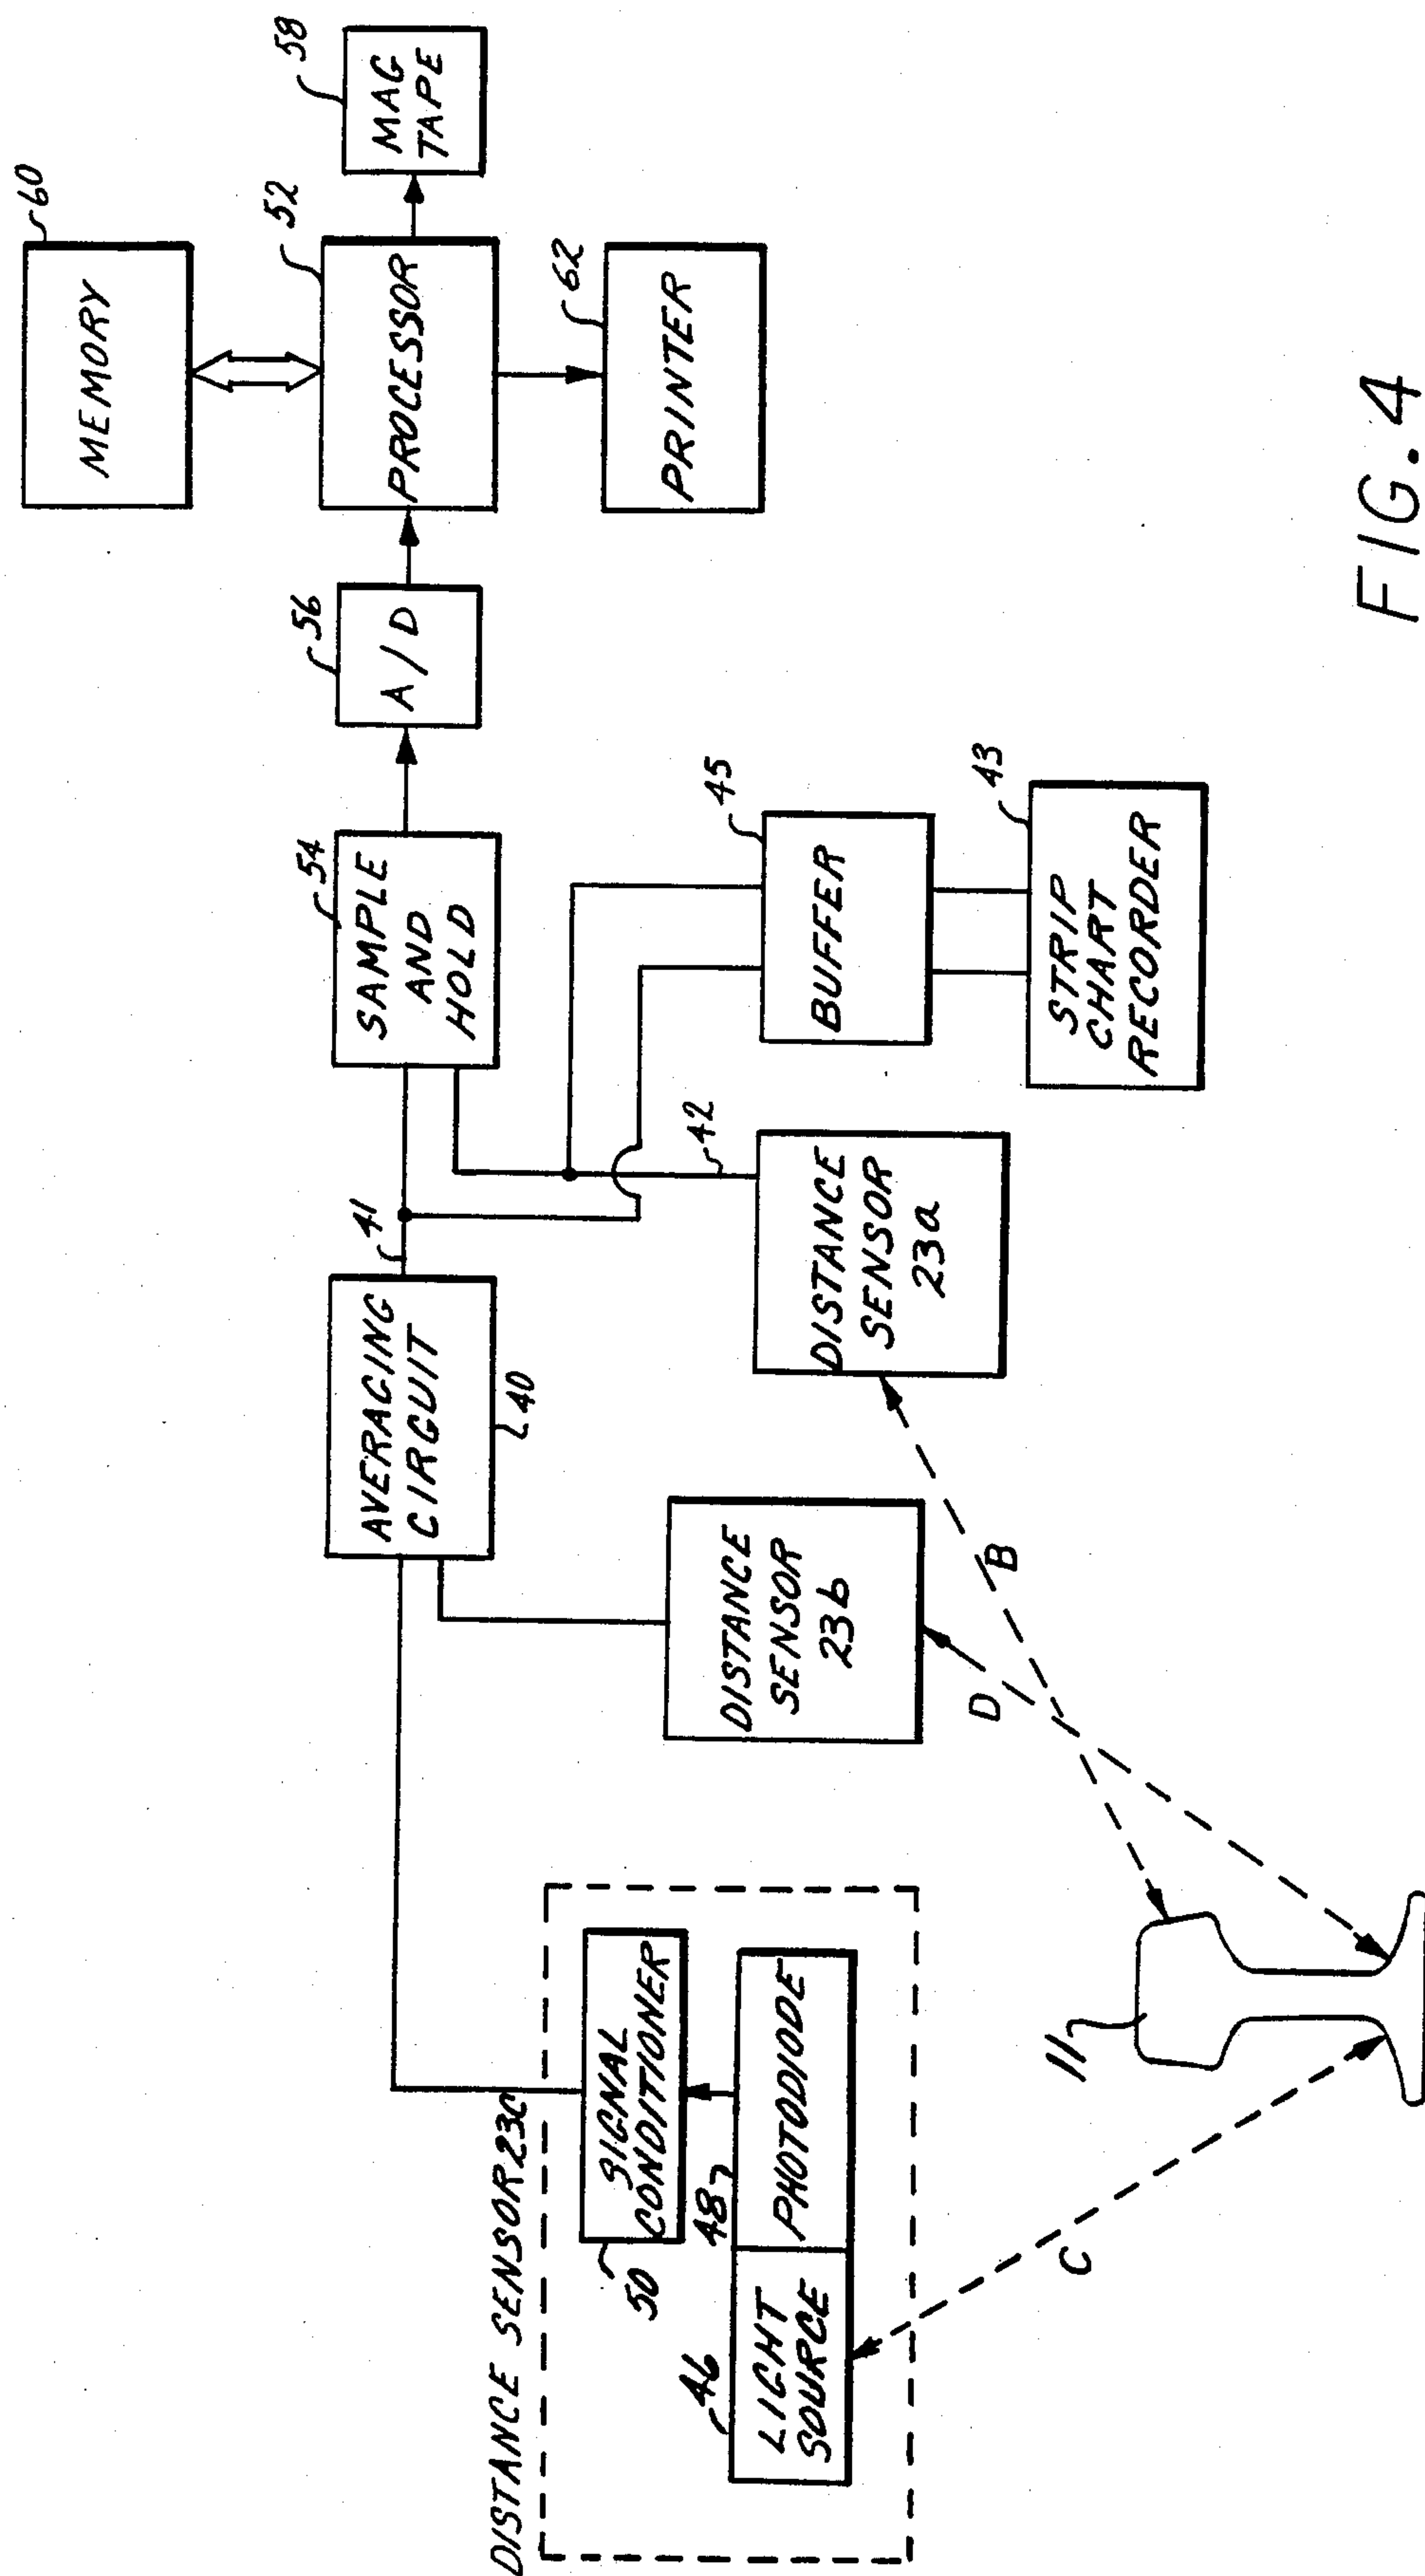 60
MEMORY
52
PROCESSOR
58
MAG
TAPE
62
PRINTER
56
A/D
54
SAMPLE
AND
HOLD
45
BUFFER
43
STRIP
CHART
RECORDER
41
42
AVERAGING
CIRGUIT
40
DISTANCE
SENSOR
23a
DISTANCE
SENSOR
23b
DISTANCE SENSOR 23c
SIGNAL
CONDITIONER
50
48
PHOTODIODE
46
LIGHT
SOURCE
B
D
C
11
FIG. 4